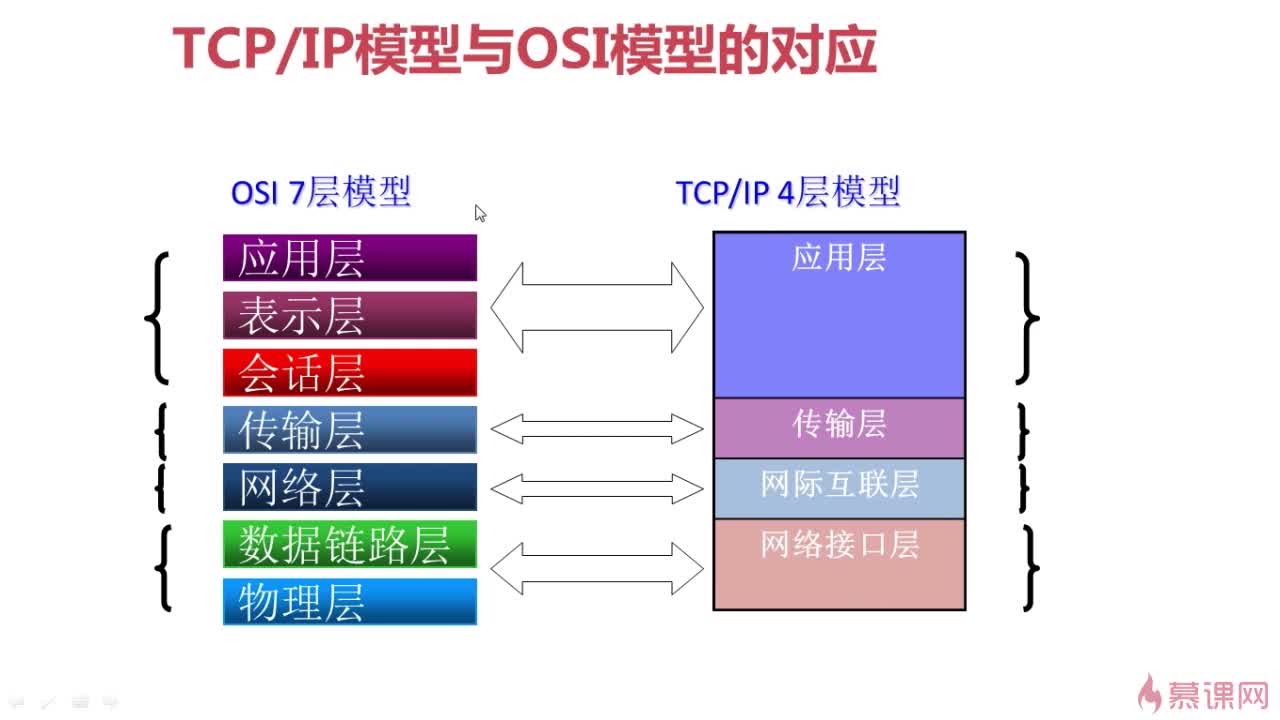 TCP/IP模型与OSI模型的对应
OSI 7层模型
应用层
表示层
会话层
传输层
网络层
数据链路层
物理层
TCP/IP 4层模型
应用层
传输层
网际互联层
网络接口层
慕课网